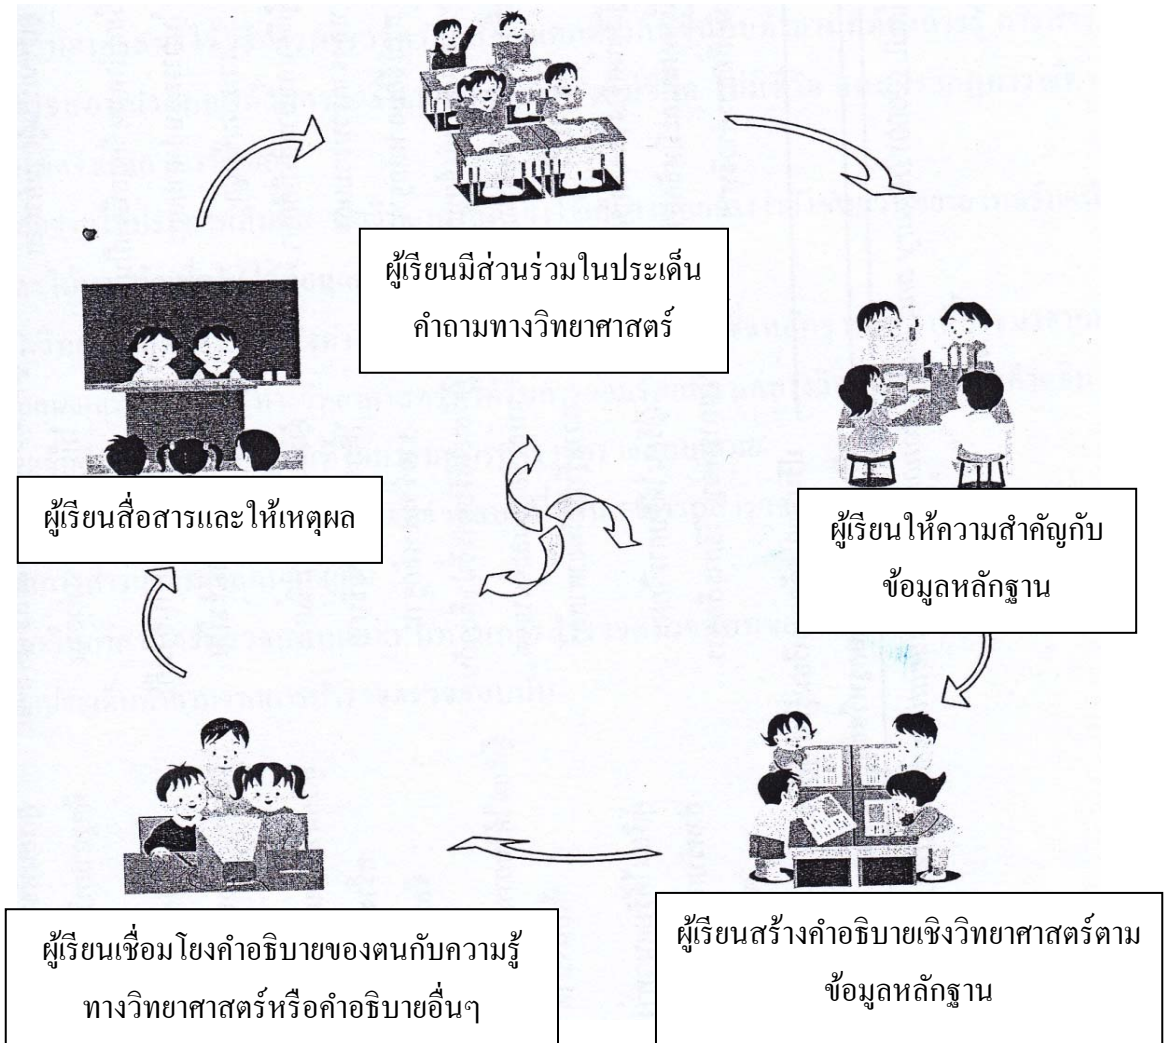 ผู้เรียนมีส่วนร่วมในประเด็น
คำถามทางวิทยาศาสตร์
ผู้เรียนให้ความสำคัญกับ
ข้อมูลหลักฐาน
ผู้เรียนสร้างคำอธิบายเชิงวิทยาศาสตร์ตาม
ข้อมูลหลักฐาน
ผู้เรียนเชื่อมโยงคำอธิบายของตนกับความรู้
ทางวิทยาศาสตร์หรือคำอธิบายอื่นๆ
ผู้เรียนสื่อสารและให้เหตุผล